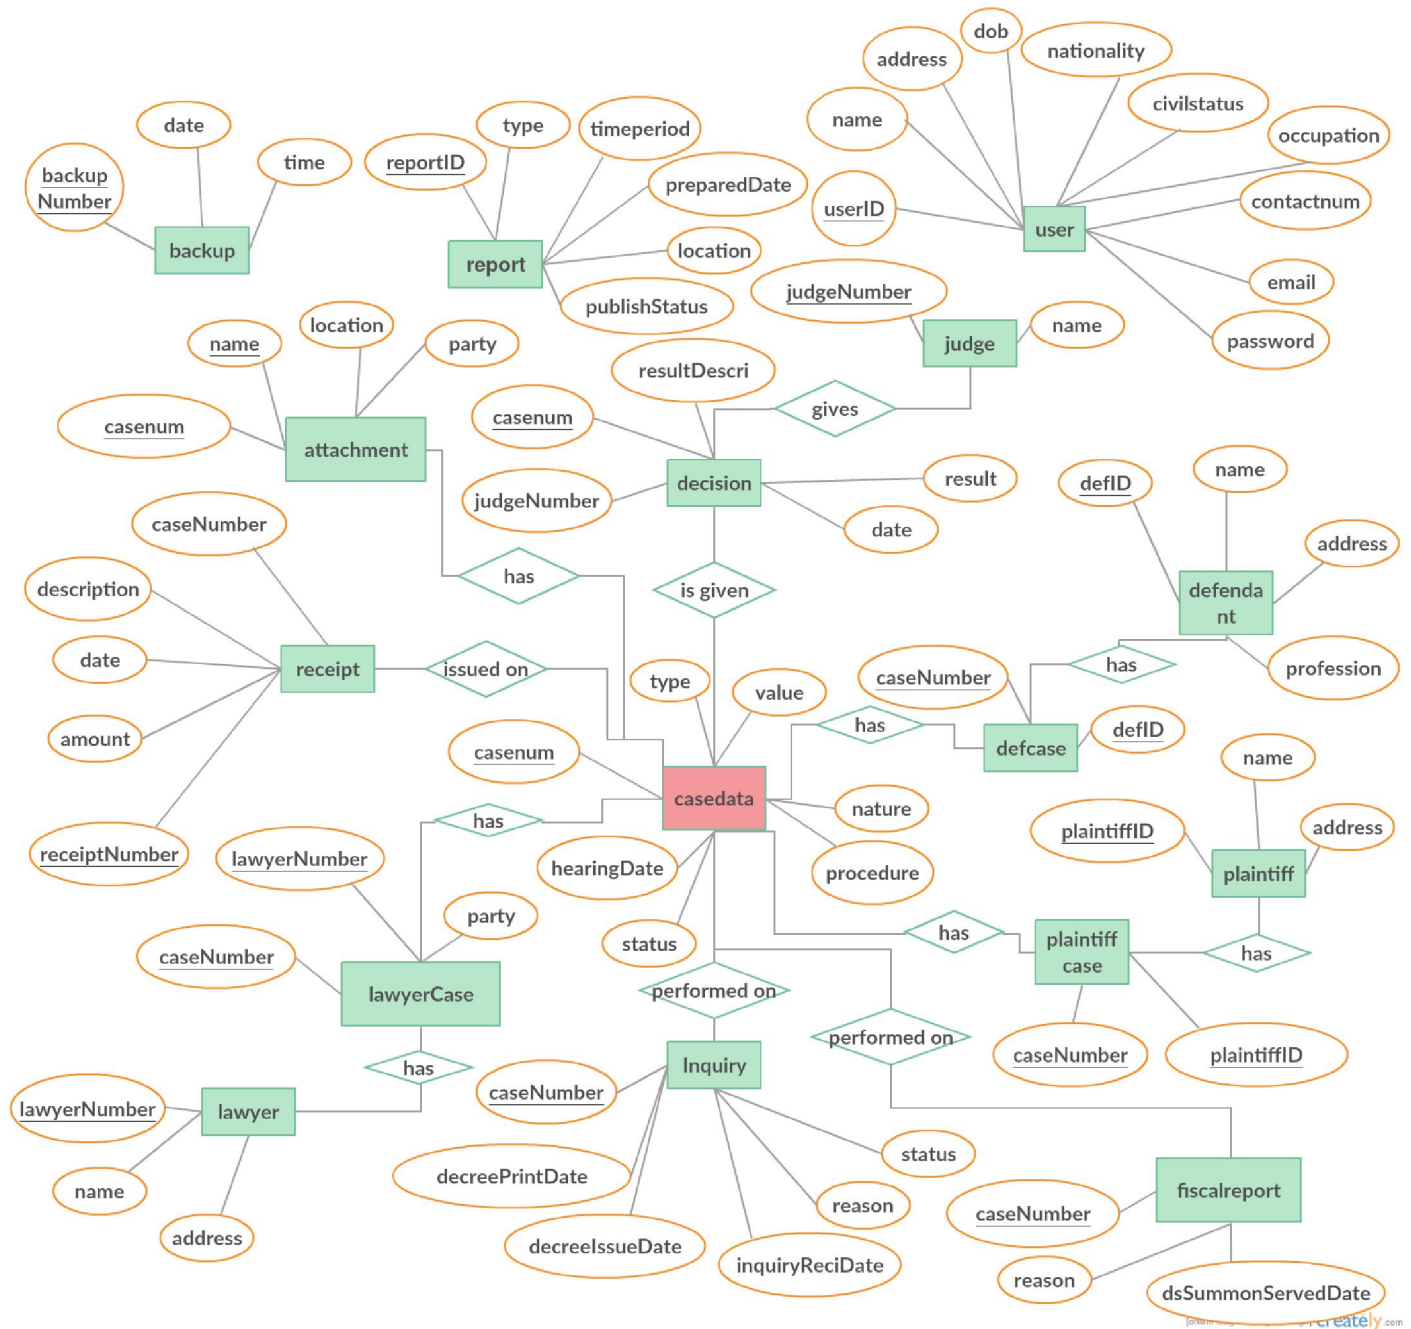 dob
nationality
address
civilstatus
name
occupation
date
type
timeperiod
backup
Number
time
reportID
preparedDate
userID
contactnum
user
backup
report
location
publishStatus
judgeNumber
email
password
name
judge
location
name
party
resultDescri
gives
casenum
attachment
casenum
decision
judgeNumber
result
date
defID
name
address
defenda
nt
profession
has
caseNumber
defcase
defID
has
caseNumber
description
date
amount
receipt
issued on
receiptNumber
has
is given
type
value
casenum
casedata
nature
procedure
hearingDate
status
has
lawyerNumber
party
caseNumber
lawyerCase
has
lawyerNumber
lawyer
name
address
name
plaintiffID
address
plaintiff
has
plaintiff
case
has
caseNumber
plaintiffID
performed on
performed on
Inquiry
caseNumber
decreePrintDate
decreeIssueDate
inquiryReciDate
reason
status
fiscalreport
caseNumber
reason
dsSummonServedDate
creately.com